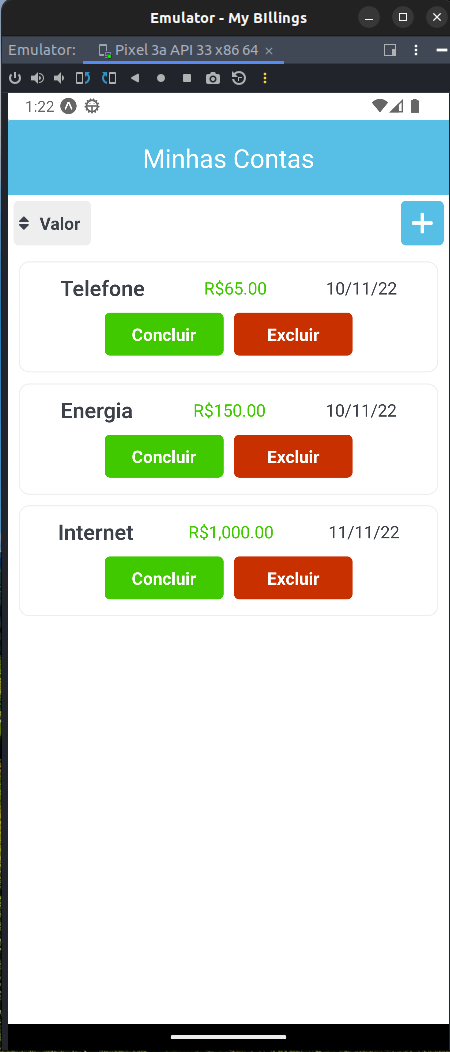 Emulator - My BIllings
Emulator: Pixel 3a API 33 x86 64
1:22
Minhas Contas
Valor
Telefone R$65.00 10/11/22
Concluir Excluir
Energia R$150.00 10/11/22
Concluir Excluir
Internet R$1,000.00 11/11/22
Concluir Excluir